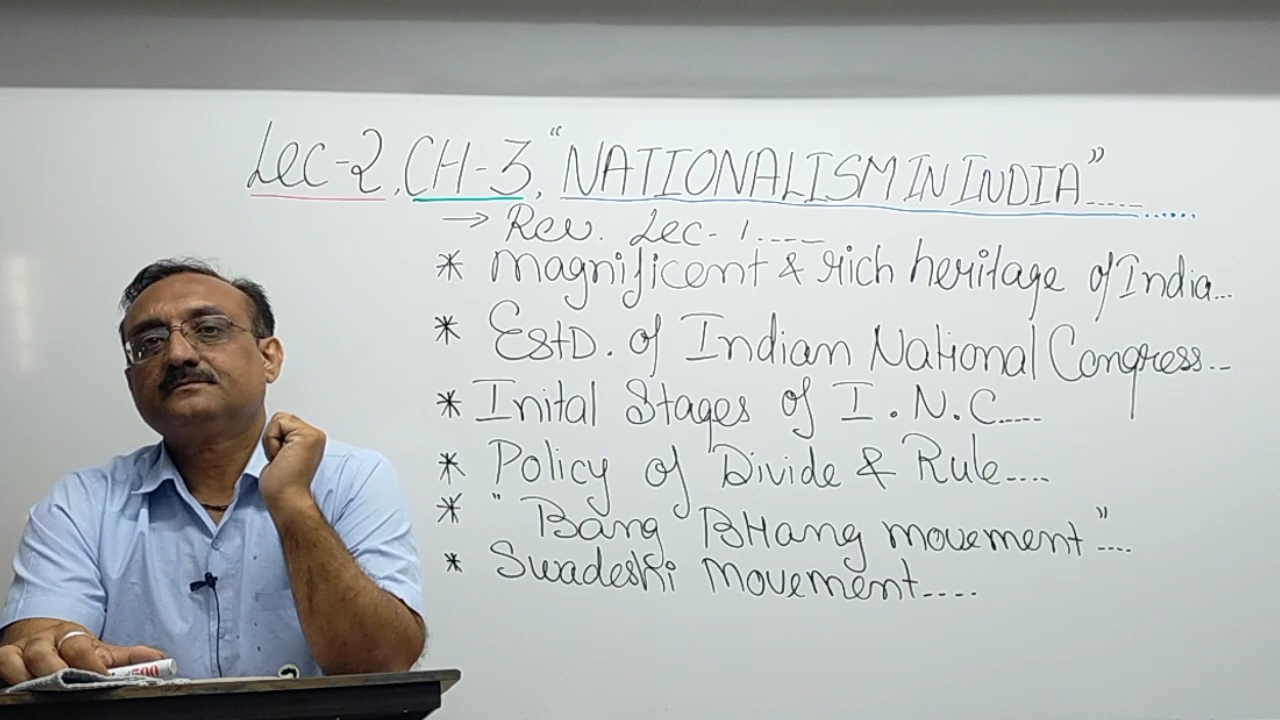 Lec-2, CH-3, "NATIONALISM IN INDIA".....
→ Rev. Lec-1.....
* Magnificent & rich heritage of India...
* EstD. of Indian National Congress...
* Inital Stages of I.N.C.....
* Policy of Divide & Rule....
* "Bang BHang movement"...
* Swadeshi Movement....
500